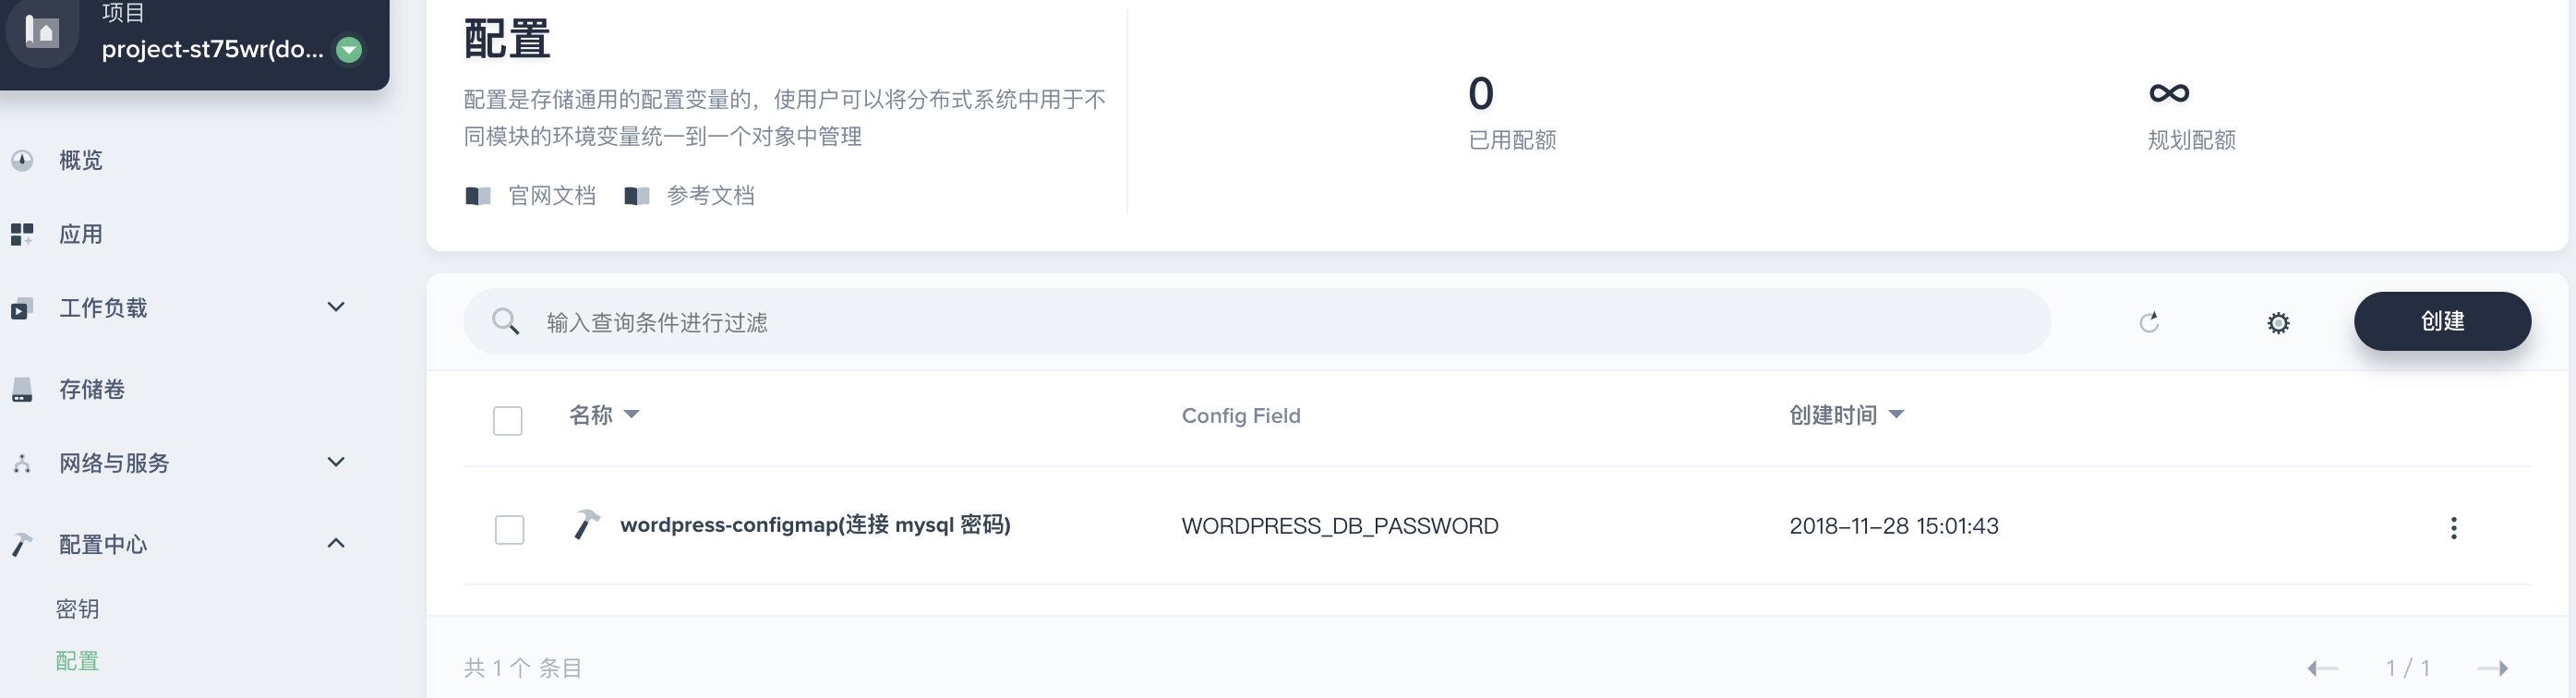 项目
project-st75wr(do...
概览
应用
工作负载
存储卷
网络与服务
配置中心
密钥
配置
配置
配置是存储通用的配置变量的，使用户可以将分布式系统中用于不
同模块的环境变量统一到一个对象中管理
官网文档 参考文档
0
已用配额
∞
规划配额
输入查询条件进行过滤
创建
名称 Config Field 创建时间
wordpress-configmap(连接 mysql 密码) WORDPRESS_DB_PASSWORD 2018-11-28 15:01:43
共 1 个 条目
1 / 1